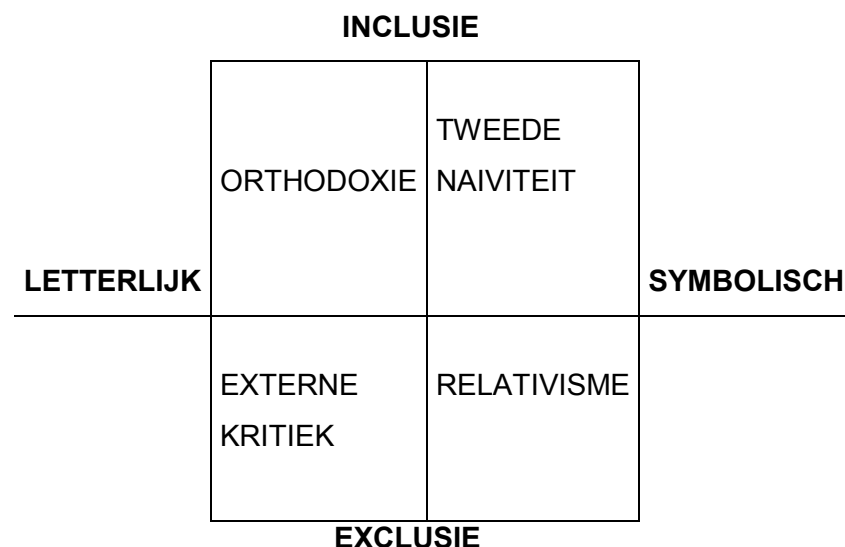 INCLUSIE
ORTHODOXIE
TWEEDE
NAIVITEIT
LETTERLIJK
SYMBOLISCH
EXTERNE
KRITIEK
RELATIVISME
EXCLUSIE